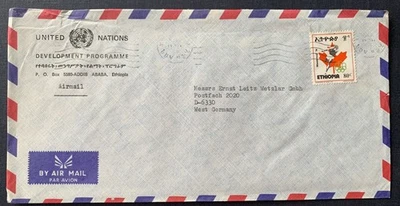 UNITED NATIONS
DEVELOPMENT PROGRAMME
P. O. Box 5580-ADDIS ABABA, Ethiopia
Airmail
Messrs Ernst Leitz Wetzlar GmbH
Postfach 2020
D-6330
West Germany
ኢትዮጵያ
ETHIOPIA
BY AIR MAIL
PAR AVION